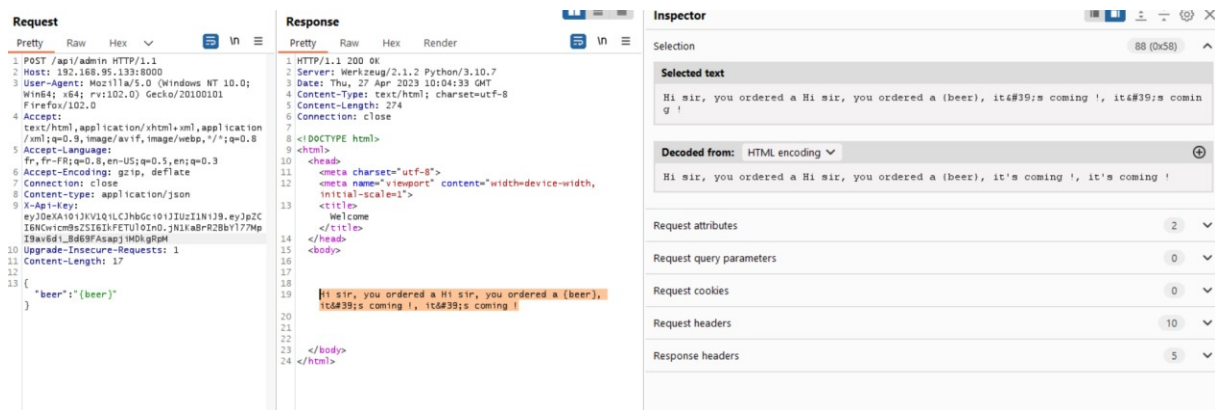 Request
Pretty Raw Hex \n
1 POST /api/admin HTTP/1.1
2 Host: 192.168.95.133:8000
3 User-Agent: Mozilla/5.0 (Windows NT 10.0;
Win64; x64; rv:102.0) Gecko/20100101
Firefox/102.0
4 Accept:
text/html,application/xhtml+xml,application
/xml;q=0.9,image/avif,image/webp,*/*;q=0.8
5 Accept-Language:
fr,fr-FR;q=0.8,en-US;q=0.5,en;q=0.3
6 Accept-Encoding: gzip, deflate
7 Connection: close
8 Content-type: application/json
9 X-Api-Key:
10 Upgrade-Insecure-Requests: 1
11 Content-Length: 17
12
13 {
"beer":"{beer}"
}
Response
Pretty Raw Hex Render \n
1 HTTP/1.1 200 OK
2 Server: Werkzeug/2.1.2 Python/3.10.7
3 Date: Thu, 27 Apr 2023 10:04:33 GMT
4 Content-Type: text/html; charset=utf-8
5 Content-Length: 274
6 Connection: close
7
8 <!DOCTYPE html>
9 <html>
10 <head>
11 <meta charset="utf-8">
12 <meta name="viewport" content="width=device-width,
initial-scale=1">
13 <title>
Welcome
</title>
14 </head>
15 <body>
16
17
18
19 Hi sir, you ordered a Hi sir, you ordered a {beer},
it&#39;s coming !, it&#39;s coming !
20
21
22
23 </body>
24 </html>
Inspector
Selection 88 (0x58)
Selected text
Hi sir, you ordered a Hi sir, you ordered a {beer}, it&#39;s coming !, it&#39;s comin
g !
Decoded from: HTML encoding
Hi sir, you ordered a Hi sir, you ordered a {beer}, it's coming !, it's coming !
Request attributes 2
Request query parameters 0
Request cookies 0
Request headers 10
Response headers 5